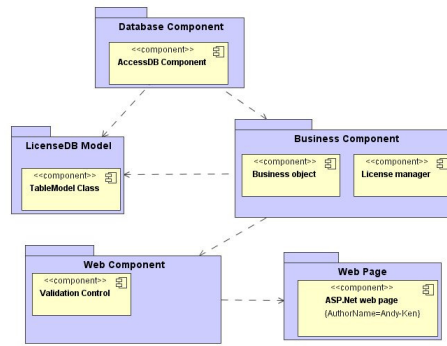 Database Component
<<component>>
AccessDB Component
LicenseDB Model
<<component>>
TableModel Class
Business Component
<<component>>
Business object
<<component>>
License manager
Web Component
<<component>>
Validation Control
Web Page
<<component>>
ASP.Net web page
{AuthorName=Andy-Ken}